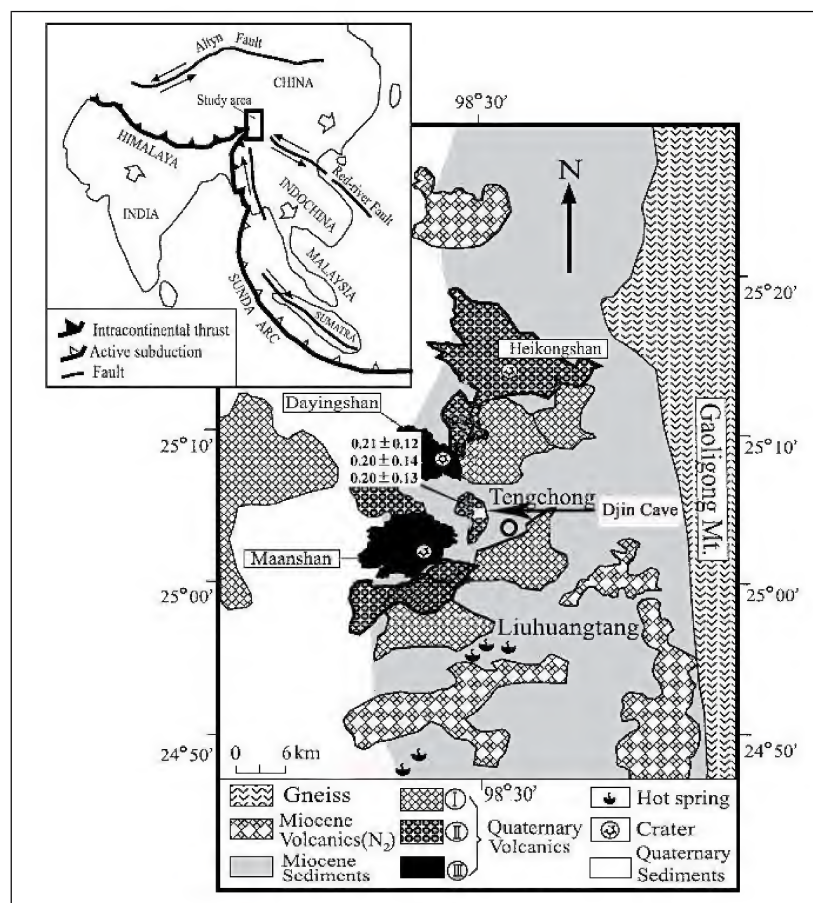 Altyn Fault
CHINA
Study area
HIMALAYA
INDIA
INDOCHINA
Red-river Fault
MALAYSIA
SUMATRA
SUNDA ARC
Intracontinental thrust
Active subduction
Fault
98°30'
N
25°20'
Heikongshan
Dayingshan
25°10'
25°10'
0.21±0.12
0.20±0.14
0.20±0.13
Tengchong
Djin Cave
Gaoligong Mt.
Maanshan
25°00'
25°00'
Liuhuangtang
24°50'
24°50'
0 6 km
98°30'
Gneiss
Miocene
Volcanics(N₂)
Miocene
Sediments
I
II
III
Quaternary
Volcanics
Hot spring
Crater
Quaternary
Sediments